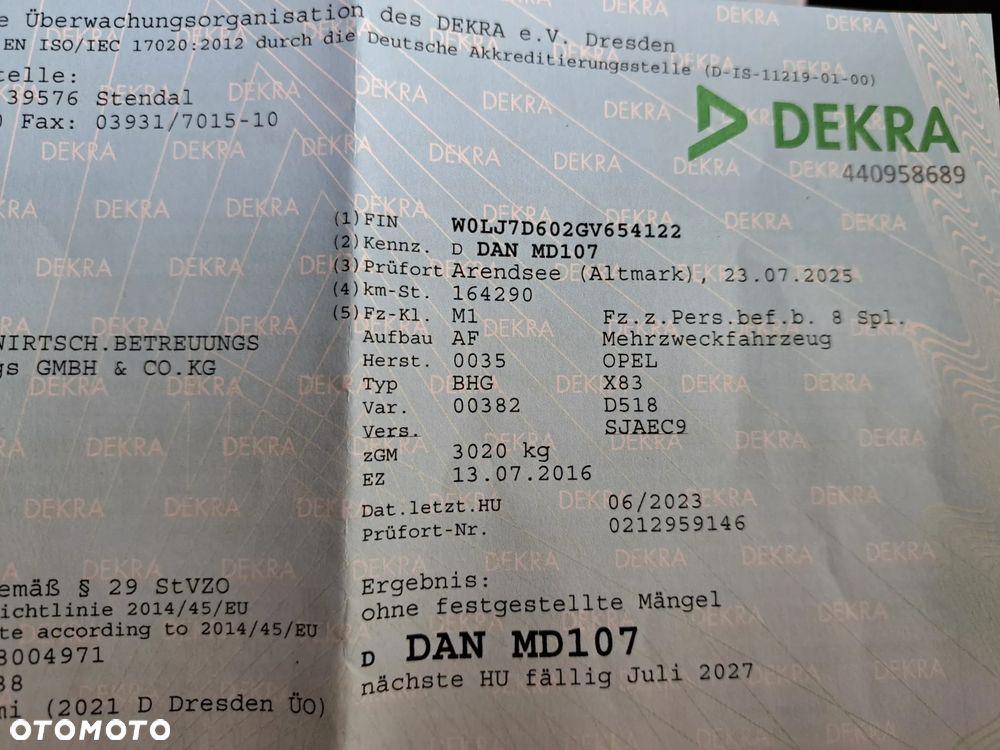 e Überwachungsorganisation des DEKRA e.V. Dresden
EN ISO/IEC 17020:2012 durch die Deutsche Akkreditierungsstelle (D-IS-11219-01-00)
telle:
39576 Stendal
0 Fax: 03931/7015-10
DEKRA
440958689
(1) FIN W0LJ7D602GV654122
(2) Kennz. D DAN MD107
(3) Prüfort Arendsee (Altmark), 23.07.2025
(4) km-St. 164290
(5) Fz-Kl. M1 Fz.z.Pers.bef.b. 8 Spl.
Aufbau AF Mehrzweckfahrzeug
Herst. 0035 OPEL
Typ BHG X83
Var. 00382 D518
Vers. SJAEC9
zGM 3020 kg
EZ 13.07.2016
Dat.letzt.HU 06/2023
Prüfort-Nr. 0212959146
WIRTSCH.BETREUUNGS
gs GMBH & CO.KG
Ergebnis:
ohne festgestellte Mängel
D DAN MD107
nächste HU fällig Juli 2027
emäß § 29 StVZO
ichtlinie 2014/45/EU
te according to 2014/45/EU
8004971
38
mi (2021 D Dresden ÜO)
OTOMOTO